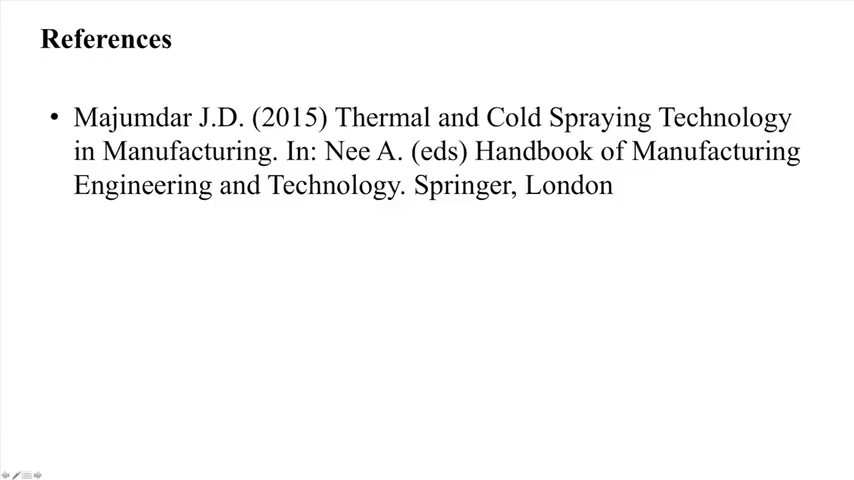 References
• Majumdar J.D. (2015) Thermal and Cold Spraying Technology
in Manufacturing. In: Nee A. (eds) Handbook of Manufacturing
Engineering and Technology. Springer, London